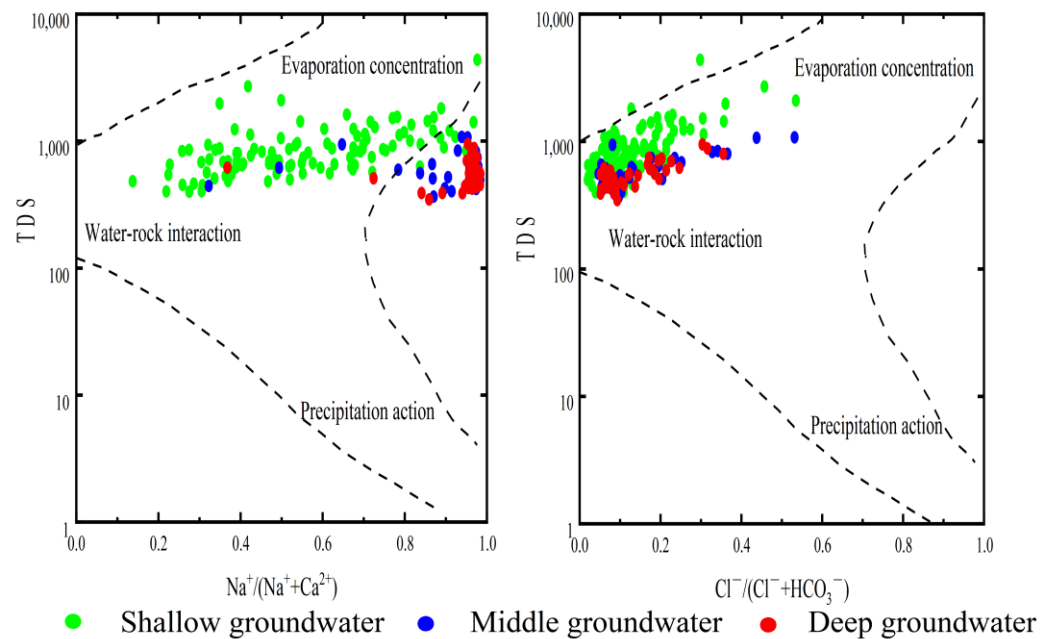 10,000
1,000
100
10
1
T D S
Evaporation concentration
Water-rock interaction
Precipitation action
0.0 0.2 0.4 0.6 0.8 1.0
Na⁺/(Na⁺+Ca²⁺)
10,000
1,000
100
10
1
T D S
Evaporation concentration
Water-rock interaction
Precipitation action
0.0 0.2 0.4 0.6 0.8 1.0
Cl⁻/(Cl⁻+HCO₃⁻)
Shallow groundwater Middle groundwater Deep groundwater